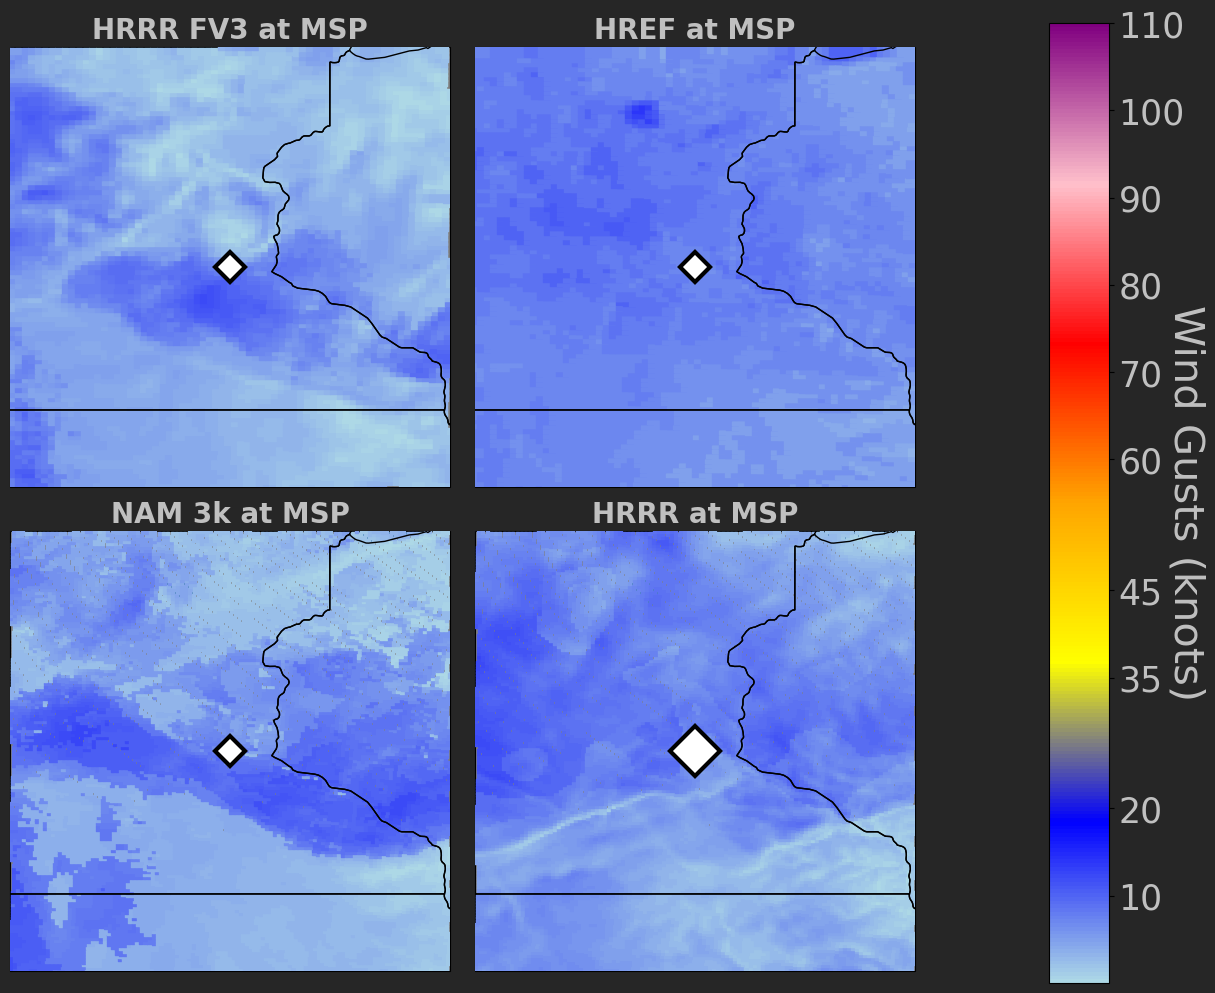 HRRR FV3 at MSP
HREF at MSP
NAM 3k at MSP
HRRR at MSP
110
100
90
80
70
60
45
35
20
10
Wind Gusts (knots)